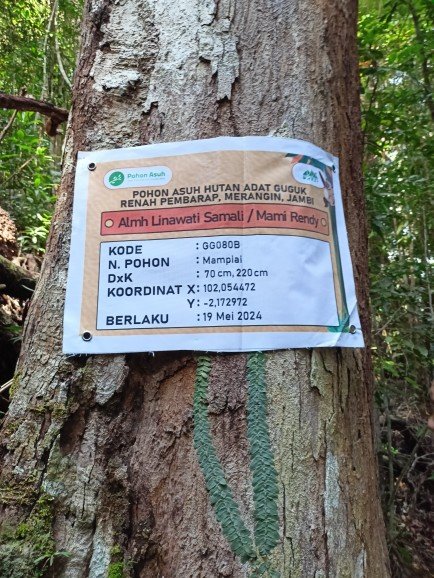 Pohon Asuh
POHON ASUH HUTAN ADAT GUGUK
RENAH PEMBARAP, MERANGIN, JAMBI
Almh Linawati Samali / Mami Rendy
KODE : GG080B
N. POHON : Mampiai
DxK : 70 cm, 220 cm
KOORDINAT X : 102,054472
Y : -2,172972
BERLAKU : 19 Mei 2024